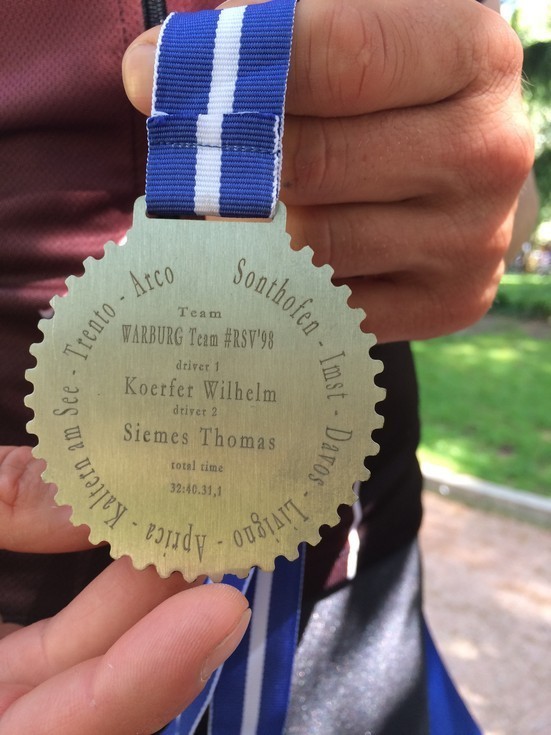 Sonthofen - Imst - Davos - Livigno - Aprica - Kaltern am See - Trento - Arco
Team
WARBURG Team #RSV'98
driver 1
Koerfer Wilhelm
driver 2
Siemes Thomas
total time
32:40.31,1